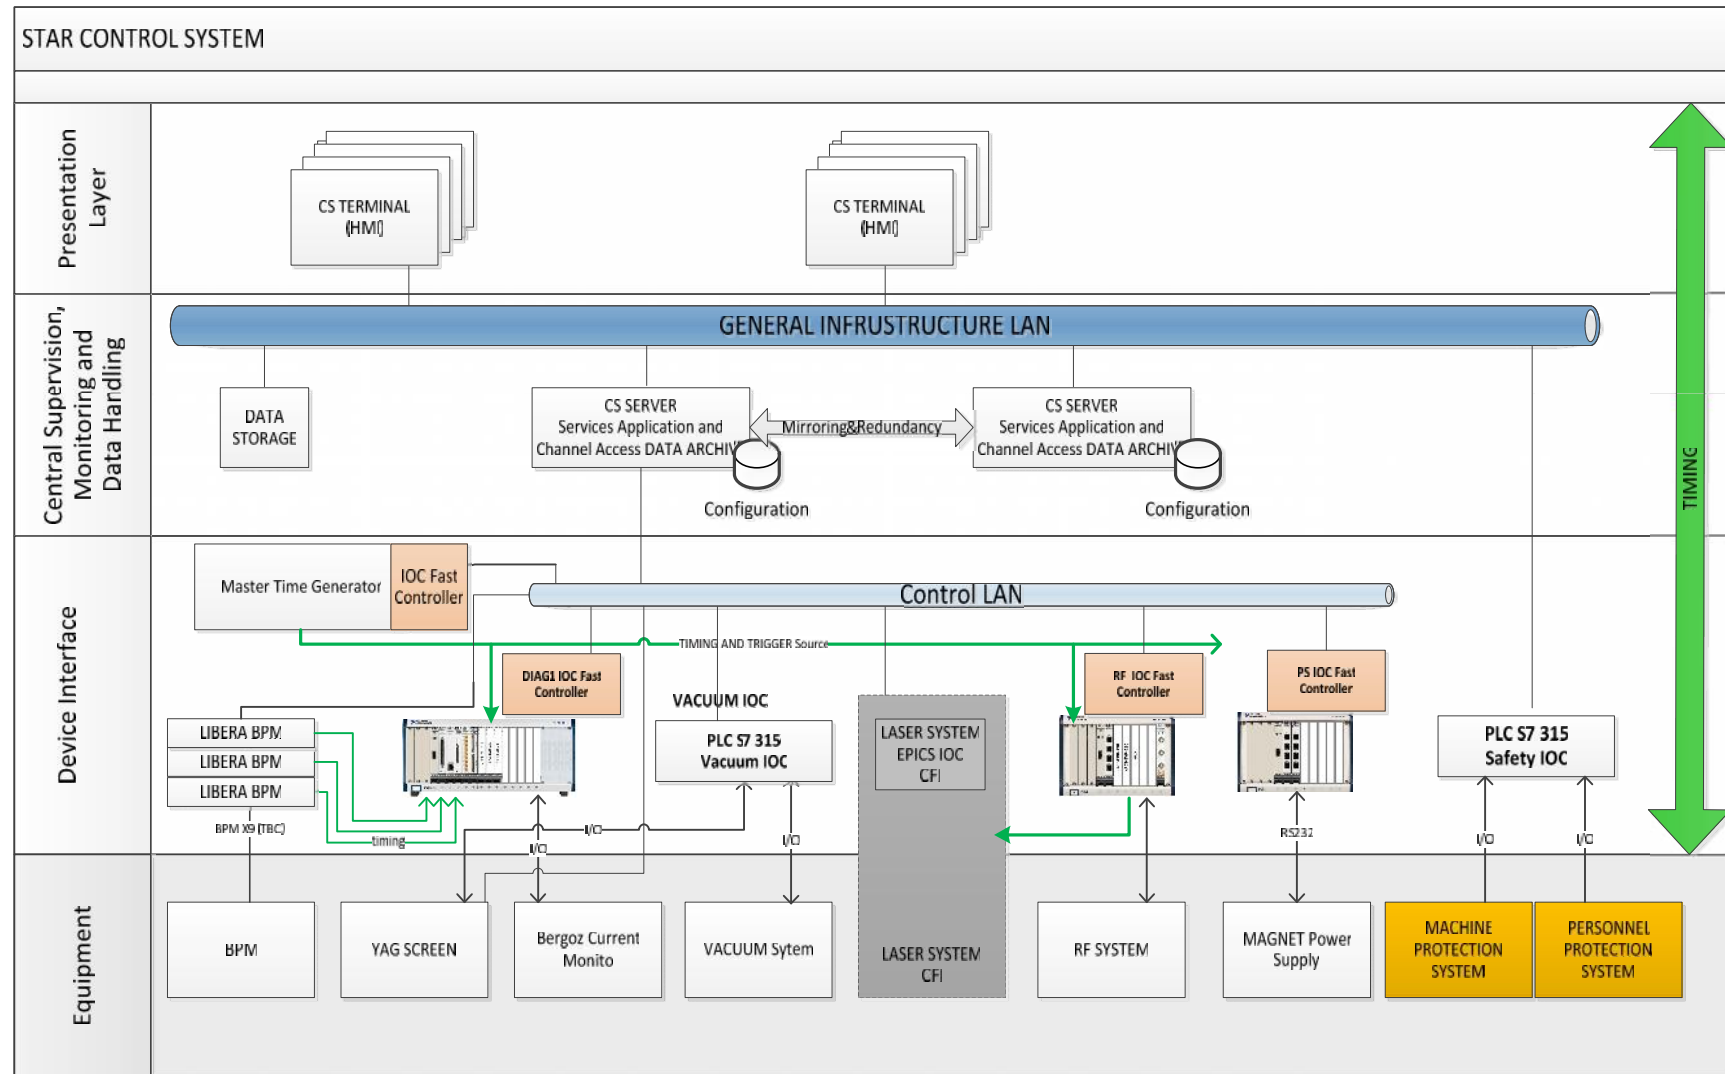 STAR CONTROL SYSTEM
Presentation
Layer
CS TERMINAL
(HMI)
CS TERMINAL
(HMI)
Central Supervision,
Monitoring and
Data Handling
GENERAL INFRUSTRUCTURE LAN
DATA
STORAGE
CS SERVER
Services Application and
Channel Access DATA ARCHIV
Configuration
Mirroring&Redundancy
CS SERVER
Services Application and
Channel Access DATA ARCHIV
Configuration
TIMING
Device Interface
Master Time Generator
IOC Fast
Controller
Control LAN
TIMING AND TRIGGER Source
DIAG1 IOC Fast
Controller
VACUUM IOC
PLC S7 315
Vacuum IOC
LASER SYSTEM
EPICS IOC
CFI
RF IOC Fast
Controller
PS IOC Fast
Controller
PLC S7 315
Safety IOC
LIBERA BPM
LIBERA BPM
LIBERA BPM
BPM X9 (TBC)
timing
I/O
I/O
I/O
RS232
I/O
I/O
Equipment
BPM
YAG SCREEN
Bergoz Current
Monito
VACUUM Sytem
LASER SYSTEM
CFI
RF SYSTEM
MAGNET Power
Supply
MACHINE
PROTECTION
SYSTEM
PERSONNEL
PROTECTION
SYSTEM